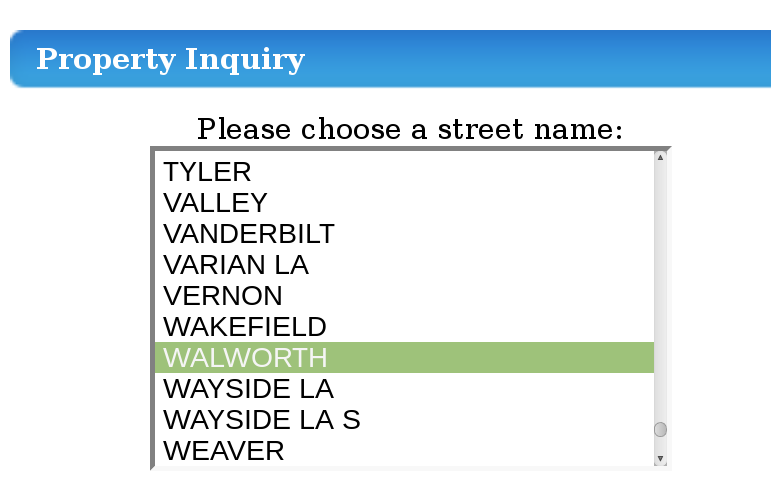 Property Inquiry
Please choose a street name:
TYLER
VALLEY
VANDERBILT
VARIAN LA
VERNON
WAKEFIELD
WALWORTH
WAYSIDE LA
WAYSIDE LA S
WEAVER